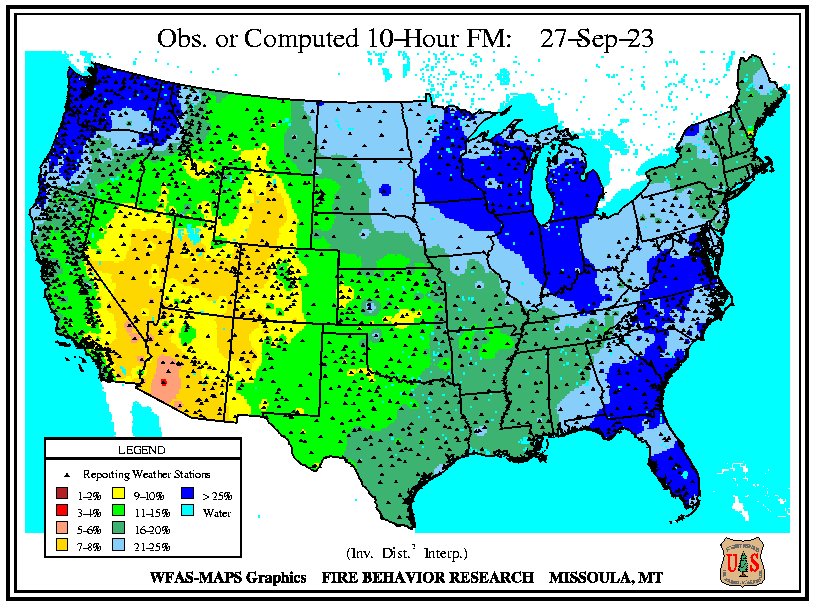 Obs. or Computed 10-Hour FM: 27-Sep-23
LEGEND
Reporting Weather Stations
1-2% 9-10% > 25%
3-4% 11-15% Water
5-6% 16-20%
7-8% 21-25%
(Inv. Dist.² Interp.)
WFAS-MAPS Graphics FIRE BEHAVIOR RESEARCH MISSOULA, MT
U S